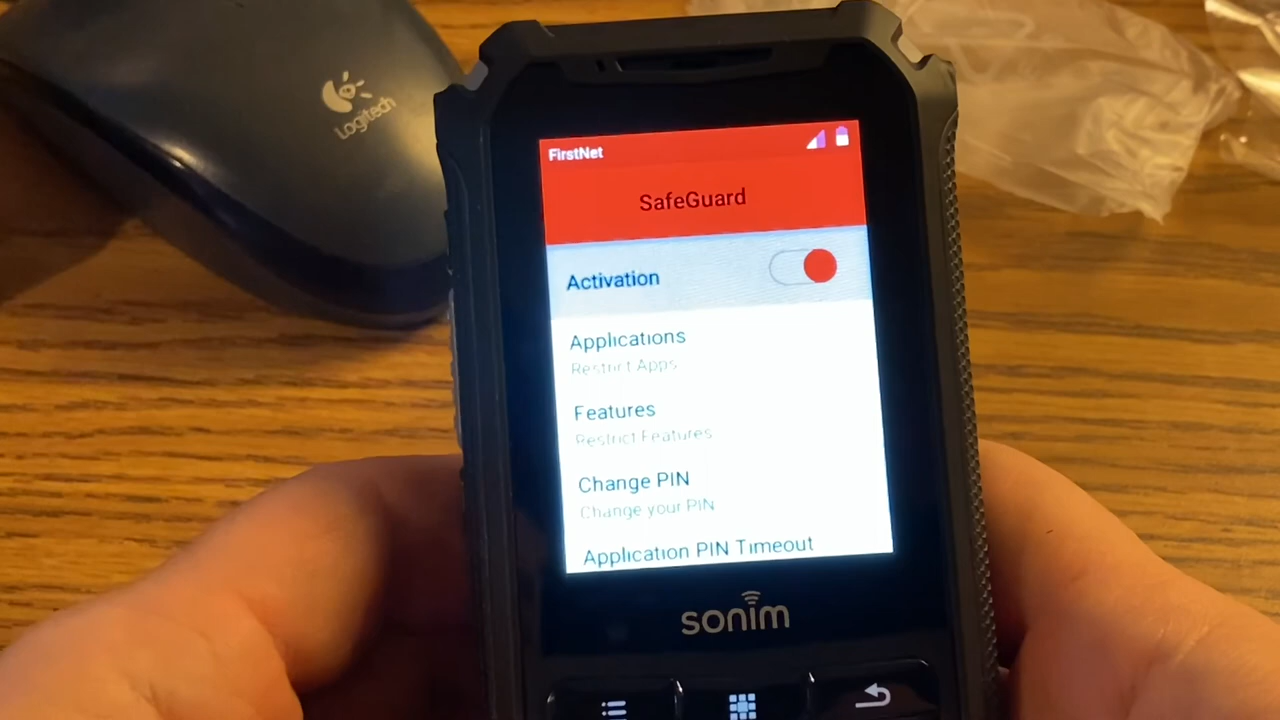 Logitech
FirstNet
SafeGuard
Activation
Applications
Restrict Apps
Features
Restrict Features
Change PIN
Change your PIN
Application PIN Timeout
sonim